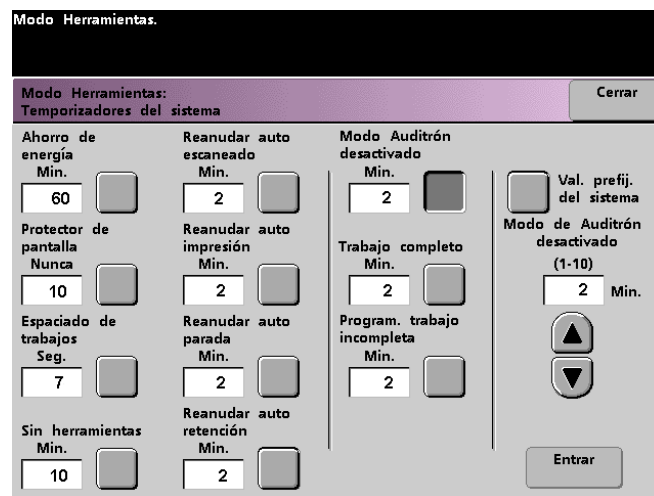 Modo Herramientas.
Modo Herramientas:
Temporizadores del sistema
Cerrar
Ahorro de
energía
Min.
60
Protector de
pantalla
Nunca
10
Espaciado de
trabajos
Seg.
7
Sin herramientas
Min.
10
Reanudar auto
escaneado
Min.
2
Reanudar auto
impresión
Min.
2
Reanudar auto
parada
Min.
2
Reanudar auto
retención
Min.
2
Modo Auditrón
desactivado
Min.
2
Trabajo completo
Min.
2
Program. trabajo
incompleta
Min.
2
Val. prefij.
del sistema
Modo de Auditrón
desactivado
(1-10)
2 Min.
Entrar